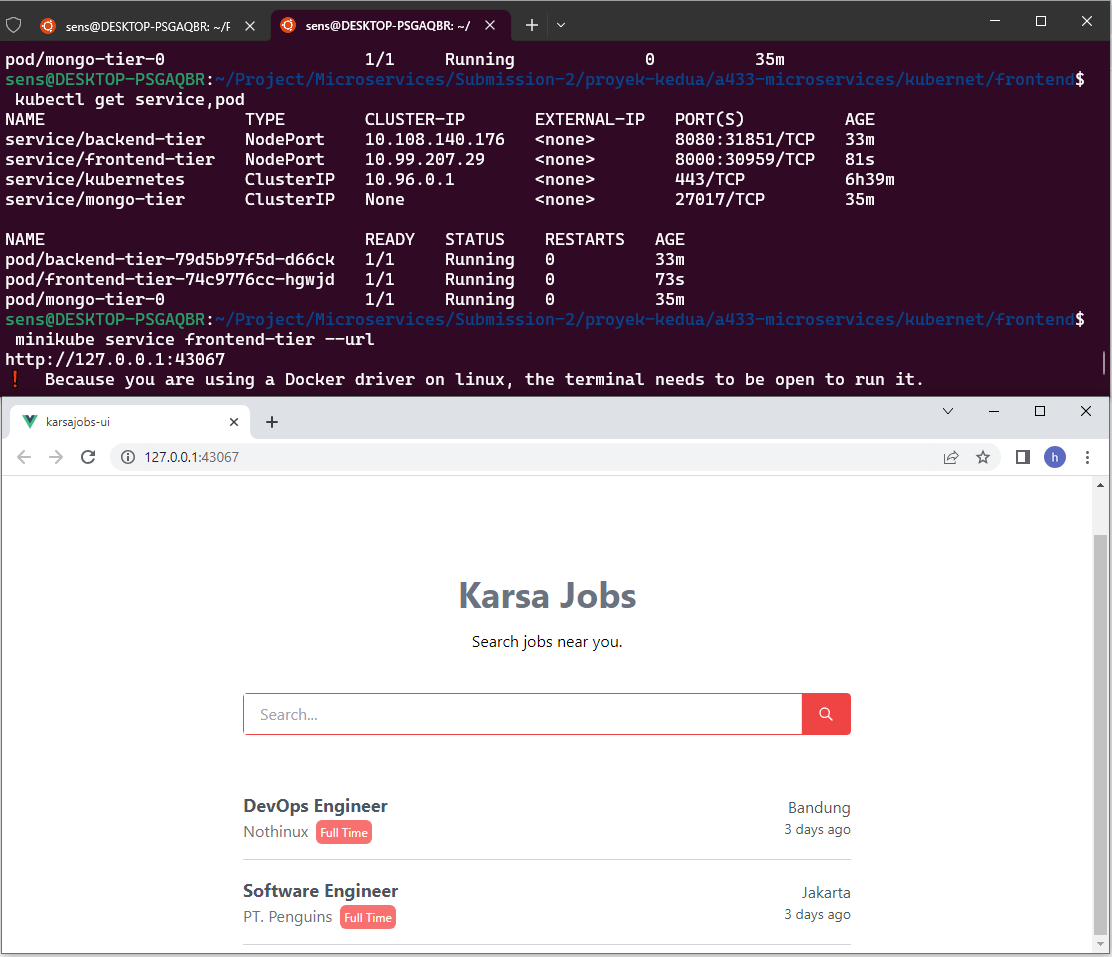 sens@DESKTOP-PSGAQBR: ~/F
sens@DESKTOP-PSGAQBR: ~/
pod/mongo-tier-0 1/1 Running 0 35m
sens@DESKTOP-PSGAQBR:~/Project/Microservices/Submission-2/proyek-kedua/a433-microservices/kubernet/frontend$
kubectl get service,pod
NAME TYPE CLUSTER-IP EXTERNAL-IP PORT(S) AGE
service/backend-tier NodePort 10.108.140.176 <none> 8080:31851/TCP 33m
service/frontend-tier NodePort 10.99.207.29 <none> 8000:30959/TCP 81s
service/kubernetes ClusterIP 10.96.0.1 <none> 443/TCP 6h39m
service/mongo-tier ClusterIP None <none> 27017/TCP 35m
NAME READY STATUS RESTARTS AGE
pod/backend-tier-79d5b97f5d-d66ck 1/1 Running 0 33m
pod/frontend-tier-74c9776cc-hgwjd 1/1 Running 0 73s
pod/mongo-tier-0 1/1 Running 0 35m
sens@DESKTOP-PSGAQBR:~/Project/Microservices/Submission-2/proyek-kedua/a433-microservices/kubernet/frontend$
minikube service frontend-tier --url
http://127.0.0.1:43067
! Because you are using a Docker driver on linux, the terminal needs to be open to run it.
karsajobs-ui
127.0.0.1:43067
h
Karsa Jobs
Search jobs near you.
Search...
DevOps Engineer Bandung
Nothinux Full Time 3 days ago
Software Engineer Jakarta
PT. Penguins Full Time 3 days ago